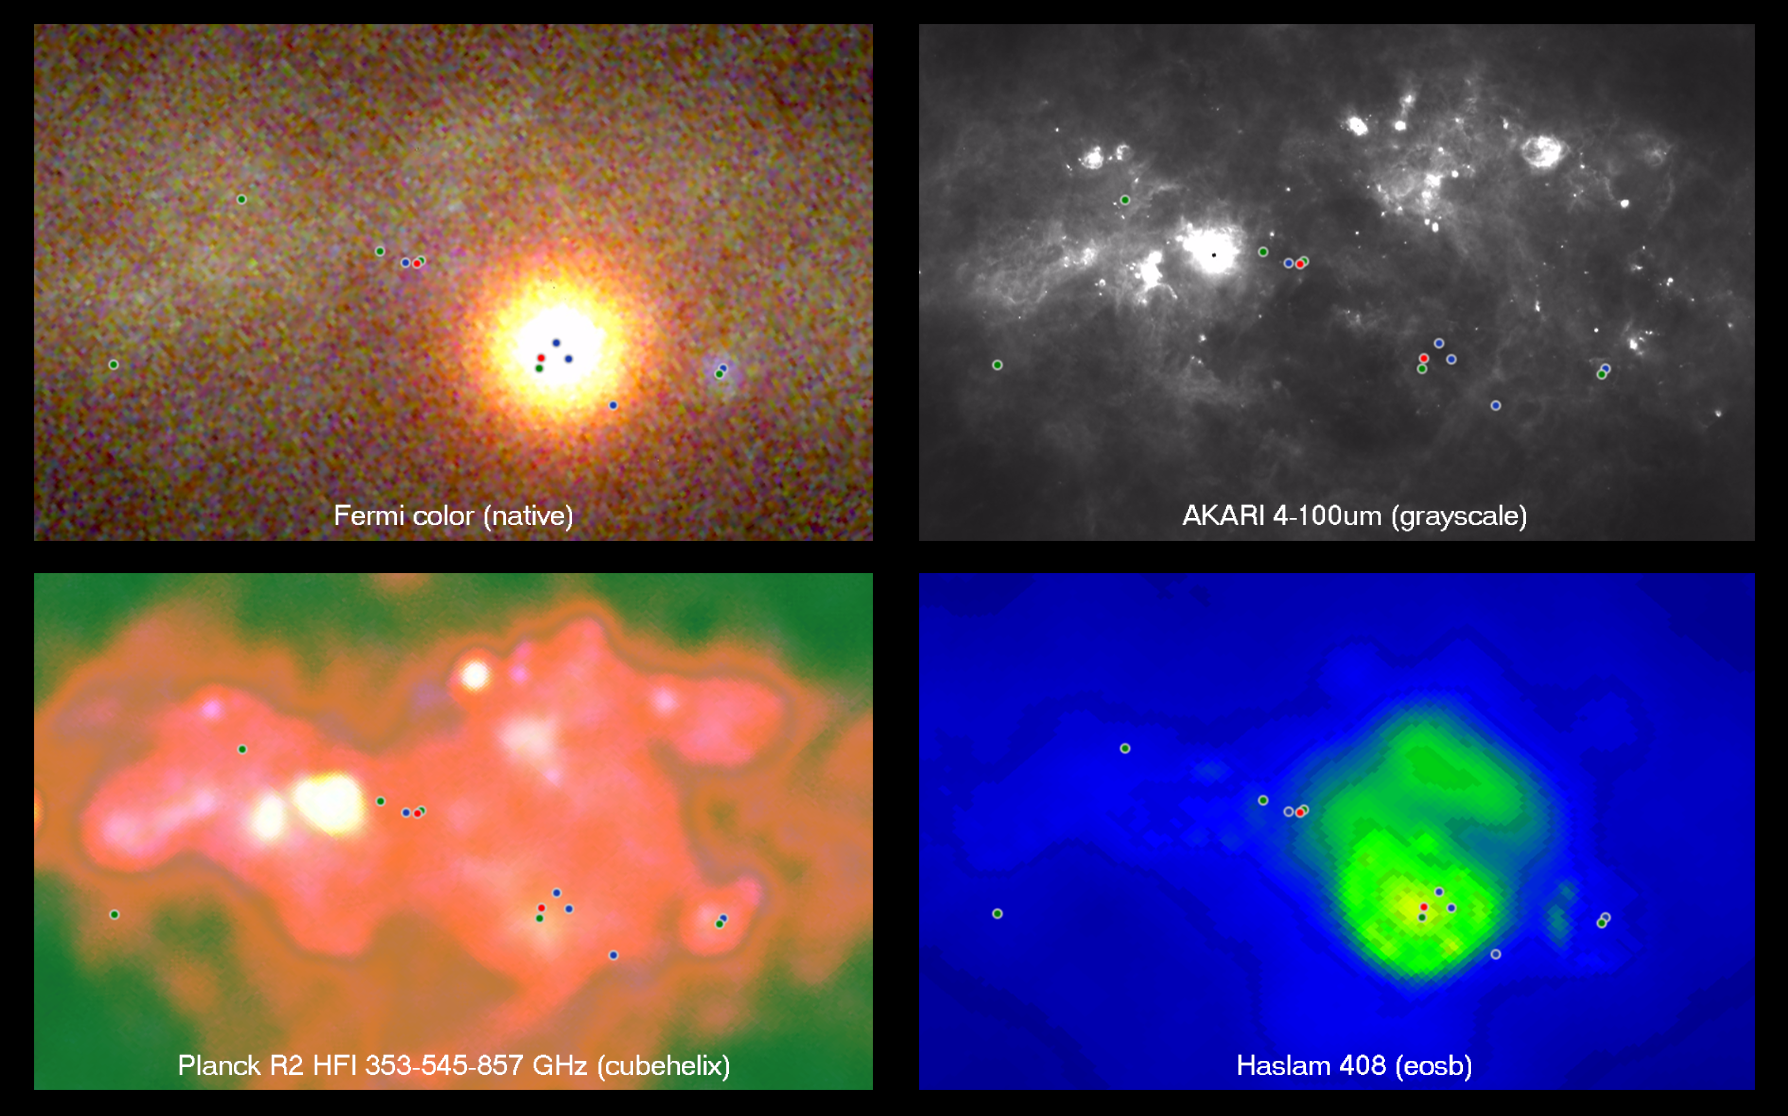 Fermi color (native)
AKARI 4-100um (grayscale)
Planck R2 HFI 353-545-857 GHz (cubehelix)
Haslam 408 (eosb)